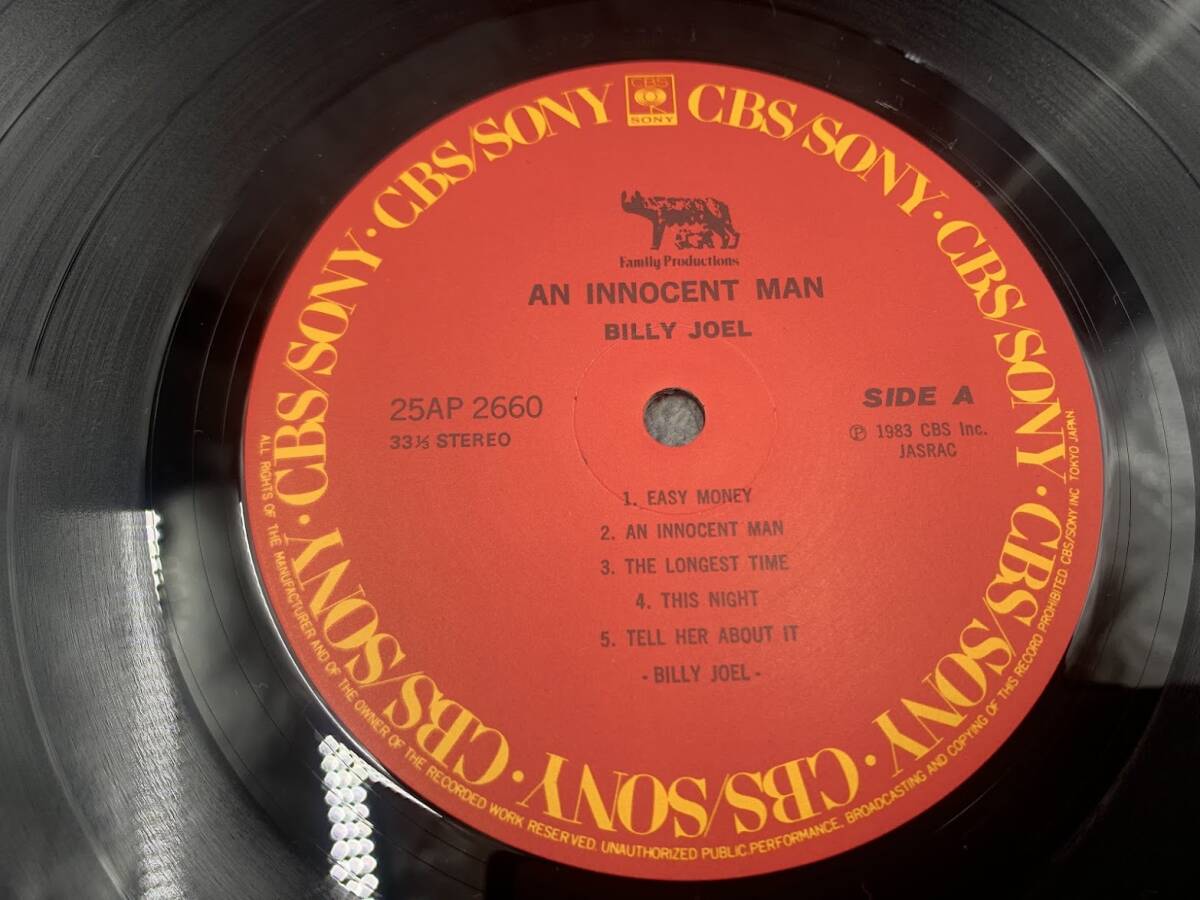 CBS
SONY
CBS/SONY · CBS/SONY · CBS/SONY · CBS/SONY · CBS/SONY · CBS/SONY · CBS/SONY · CBS/SONY · CBS/SONY
Family Productions
AN INNOCENT MAN
BILLY JOEL
25AP 2660
33⅓ STEREO
SIDE A
Ⓟ 1983 CBS Inc.
JASRAC
1. EASY MONEY
2. AN INNOCENT MAN
3. THE LONGEST TIME
4. THIS NIGHT
5. TELL HER ABOUT IT
- BILLY JOEL -
ALL RIGHTS OF THE MANUFACTURER AND OF THE OWNER OF THE RECORDED WORK RESERVED. UNAUTHORIZED PUBLIC PERFORMANCE, BROADCASTING AND COPYING OF THIS RECORD PROHIBITED CBS/SONY INC TOKYO JAPAN.